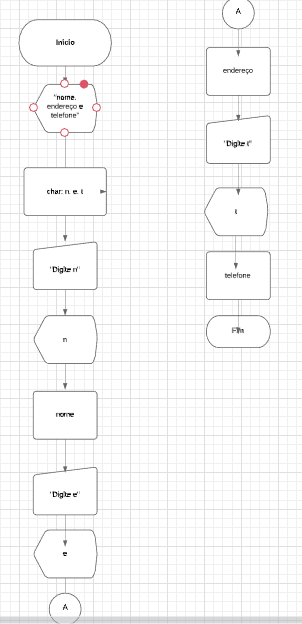 Inicio
"nome,
endereço e
telefone"
char: n, e, t
"Digite n"
n
nome
"Digite e"
e
A
A
endereço
"Digite t"
t
telefone
Fim